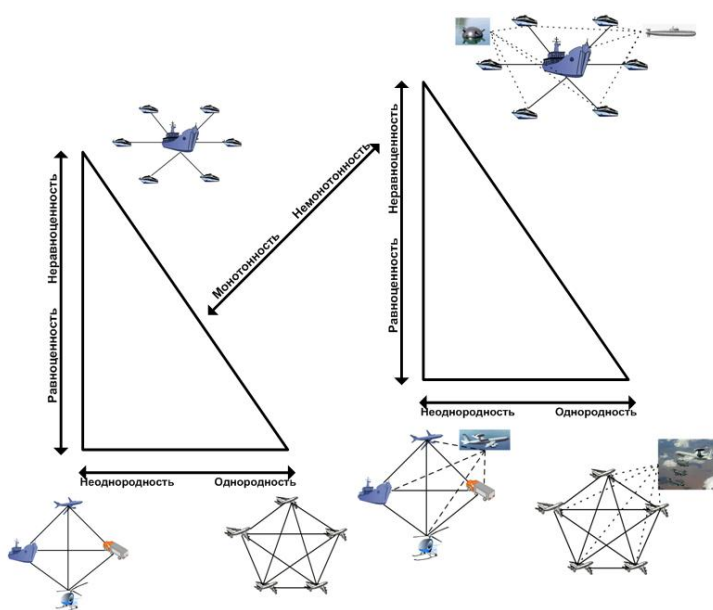 Неравноценность
Равноценность
Неоднородность
Однородность
Монотонность
Немонотонность
Неравноценность
Равноценность
Неоднородность
Однородность